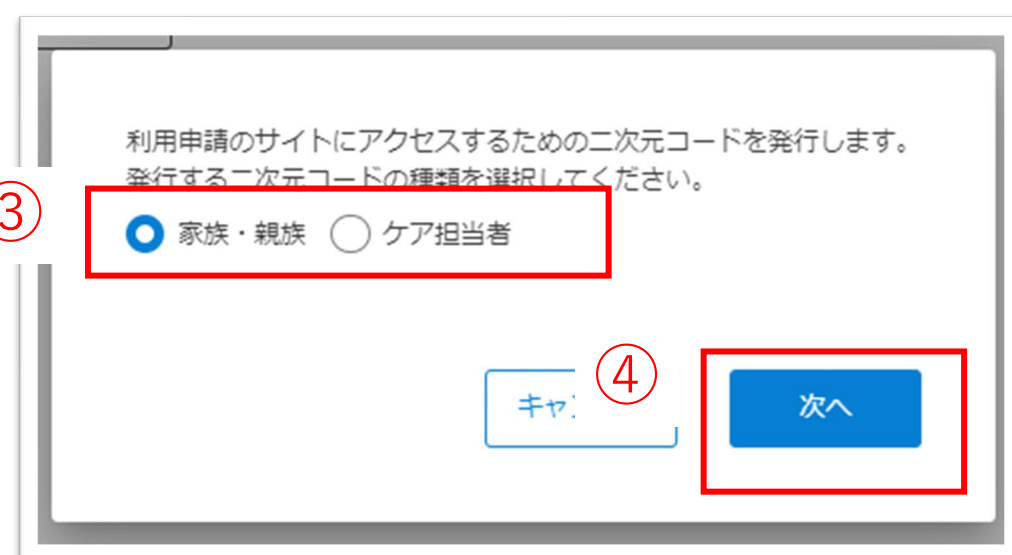 利用申請のサイトにアクセスするための二次元コードを発行します。
発行する二次元コードの種類を選択してください。
③
家族・親族 ケア担当者
④
キャ
次へ